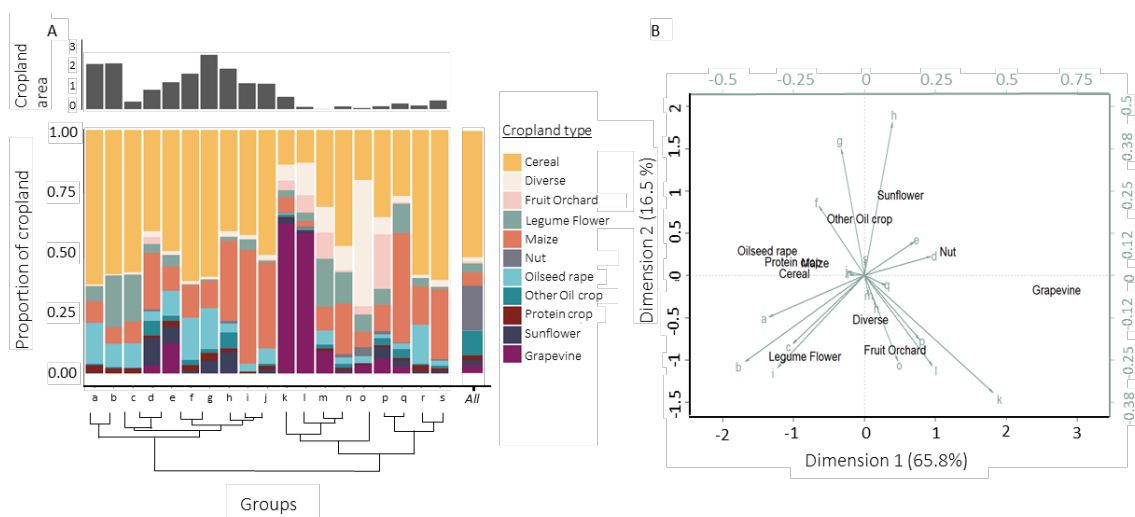 A
Cropland
area
3
2
1
0
Proportion of cropland
1.00
0.75
0.50
0.25
0.00
a b c d e f g h i j k l m n o p q r s All
Groups
Cropland type
Cereal
Diverse
Fruit Orchard
Legume Flower
Maize
Nut
Oilseed rape
Other Oil crop
Protein crop
Sunflower
Grapevine
B
-0.5 -0.25 0 0.25 0.5 0.75
Dimension 2 (16.5 %)
2
1.5
1
0.5
0
-0.5
-1
-1.5
0.5
0.38
0.25
0.12
0
-0.12
-0.25
-0.38
h
g
Sunflower
f
Other Oil crop
e
Oilseed rape
d
Nut
s
Protein crop
Maize
Cereal
q
Grapevine
m
a
Diverse
c
p
Fruit Orchard
Legume Flower
b
i
o
l
k
-2 -1 0 1 2 3
Dimension 1 (65.8%)